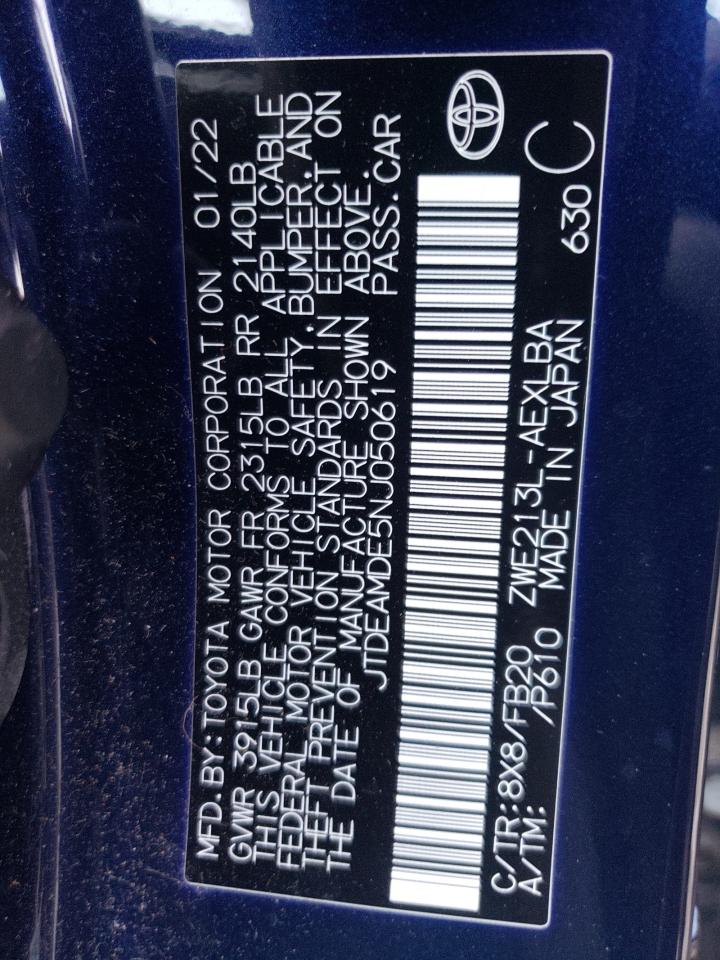 MFD. BY: TOYOTA MOTOR CORPORATION 01/22
GVWR 3915LB GAWR FR 2315LB RR 2140LB
THIS VEHICLE CONFORMS TO ALL APPLICABLE
FEDERAL MOTOR VEHICLE SAFETY, BUMPER, AND
THEFT PREVENTION STANDARDS IN EFFECT ON
THE DATE OF MANUFACTURE SHOWN ABOVE.
JTDEAMDE5NJ050619 PASS. CAR
C/TR: 8X8/FB20 ZWE213L-AEXLBA 630
A/TM: /P610 MADE IN JAPAN C